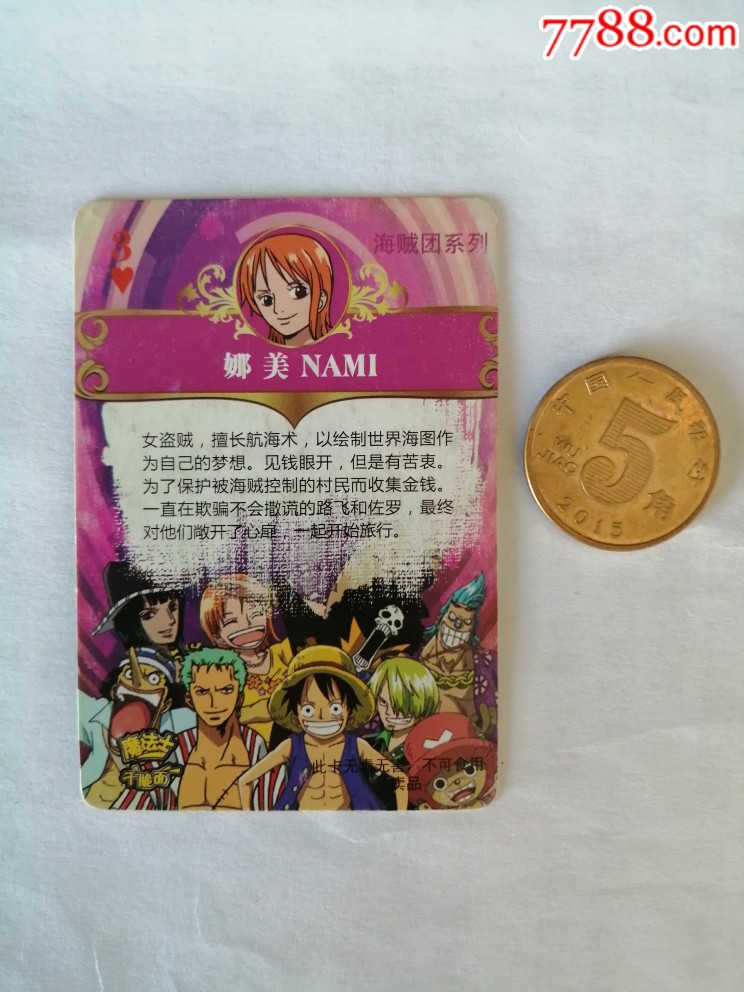 7788.com
3
海贼团系列
娜美 NAMI
女盗贼，擅长航海术，以绘制世界海图作
为自己的梦想。见钱眼开，但是有苦衷。
为了保护被海贼控制的村民而收集金钱。
一直在欺骗不会撒谎的路飞和佐罗，最终
对他们敞开了心扉，一起开始旅行。
魔法士
干脆面
此卡无毒无害，不可食用
卖品
中国人民银行
5角
WU
JIAO
2015